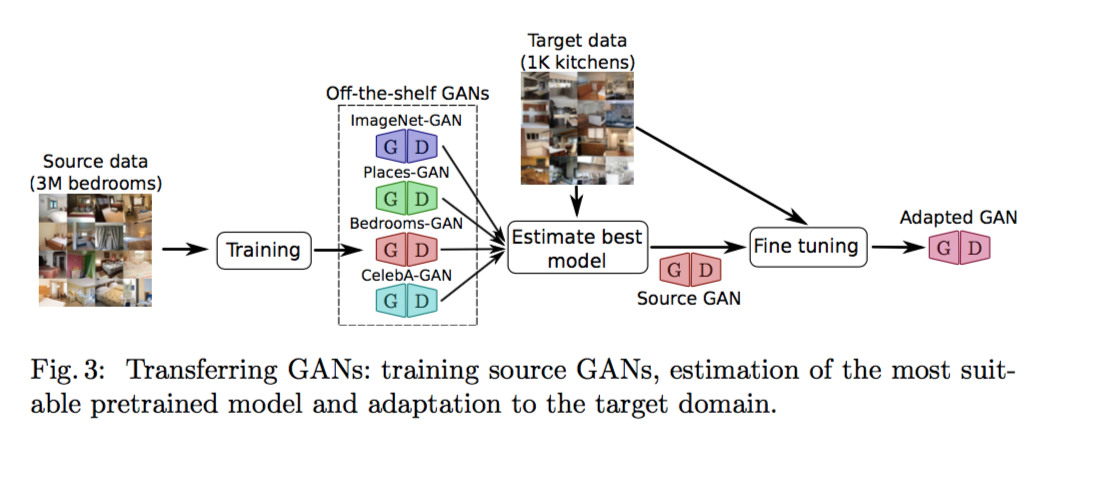 Target data
(1K kitchens)
Off-the-shelf GANs
ImageNet-GAN
G D
Places-GAN
G D
Bedrooms-GAN
G D
CelebA-GAN
G D
Source data
(3M bedrooms)
Training
Estimate best
model
G D
Source GAN
Fine tuning
Adapted GAN
G D
Fig. 3: Transferring GANs: training source GANs, estimation of the most suit-
able pretrained model and adaptation to the target domain.